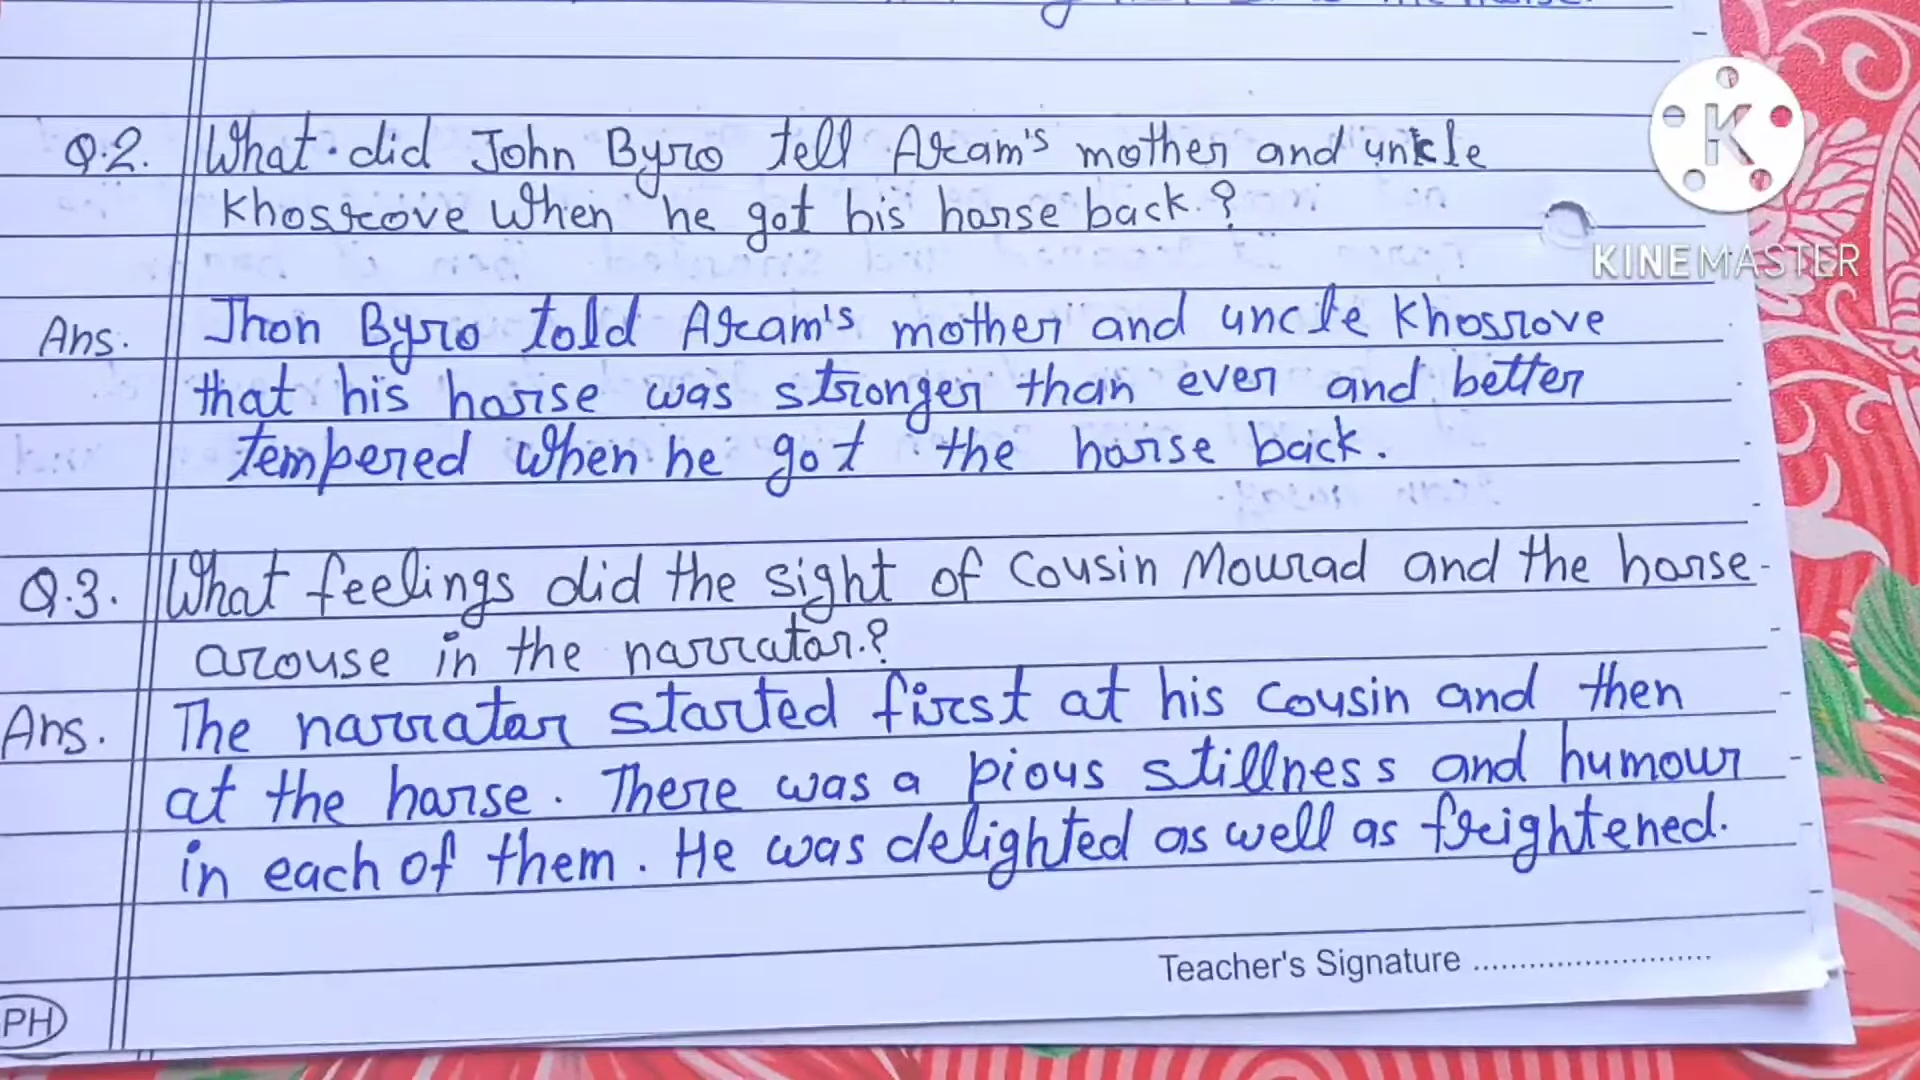 Q.2. What did John Byro tell Aram's mother and unkle
Khosrove When he got his horse back.?
KINEMASTER
Ans. Jhon Byro told Aram's mother and uncle Khosrove
that his horse was stronger than ever and better
tempered when he got the horse back.
Q.3. What feelings did the sight of Cousin Mourad and the horse
arouse in the narrator.?
Ans. The narrator started first at his cousin and then
at the horse. There was a pious stillness and humour
in each of them. He was delighted as well as frightened.
Teacher's Signature ..........................
PH